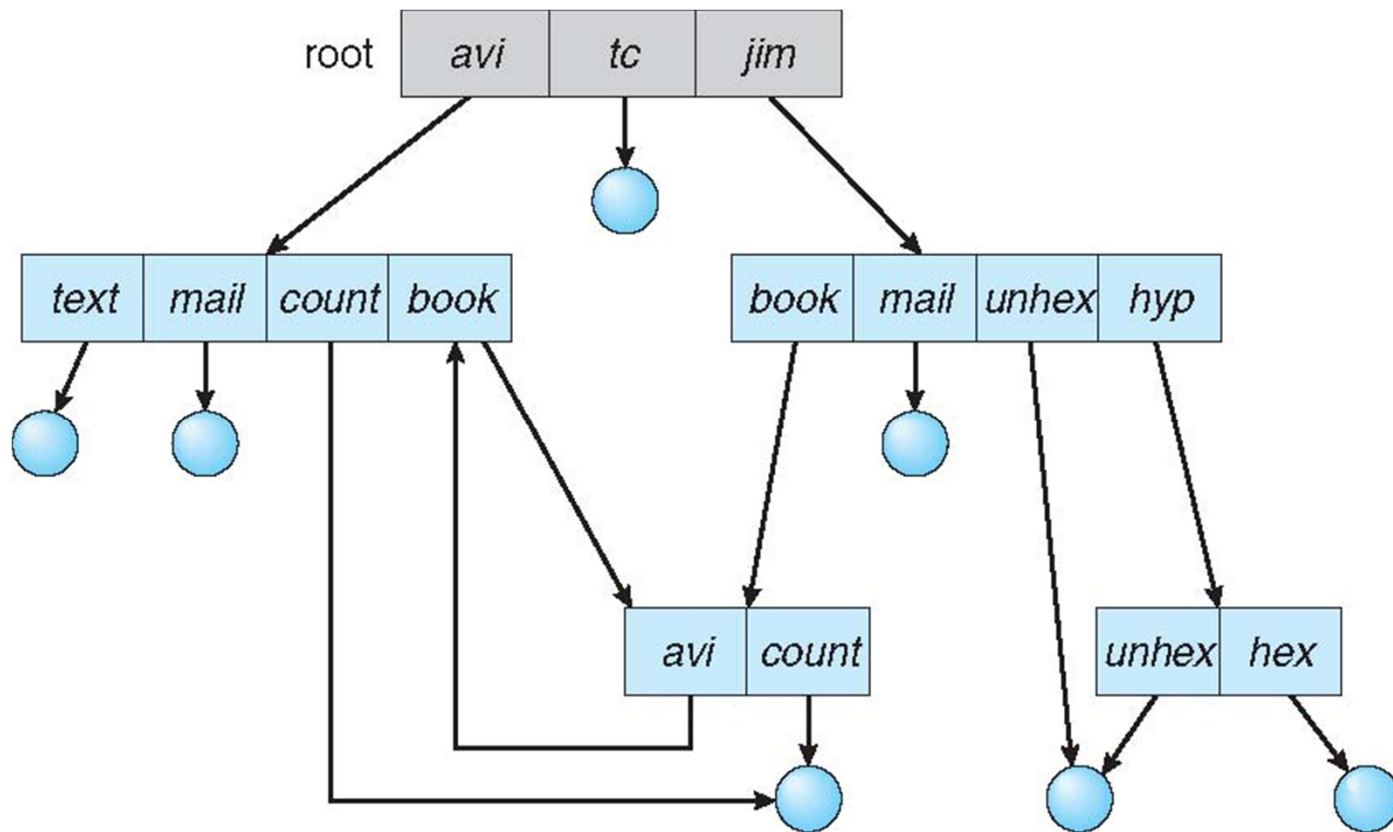 root avi tc jim
text mail count book
book mail unhex hyp
avi count
unhex hex